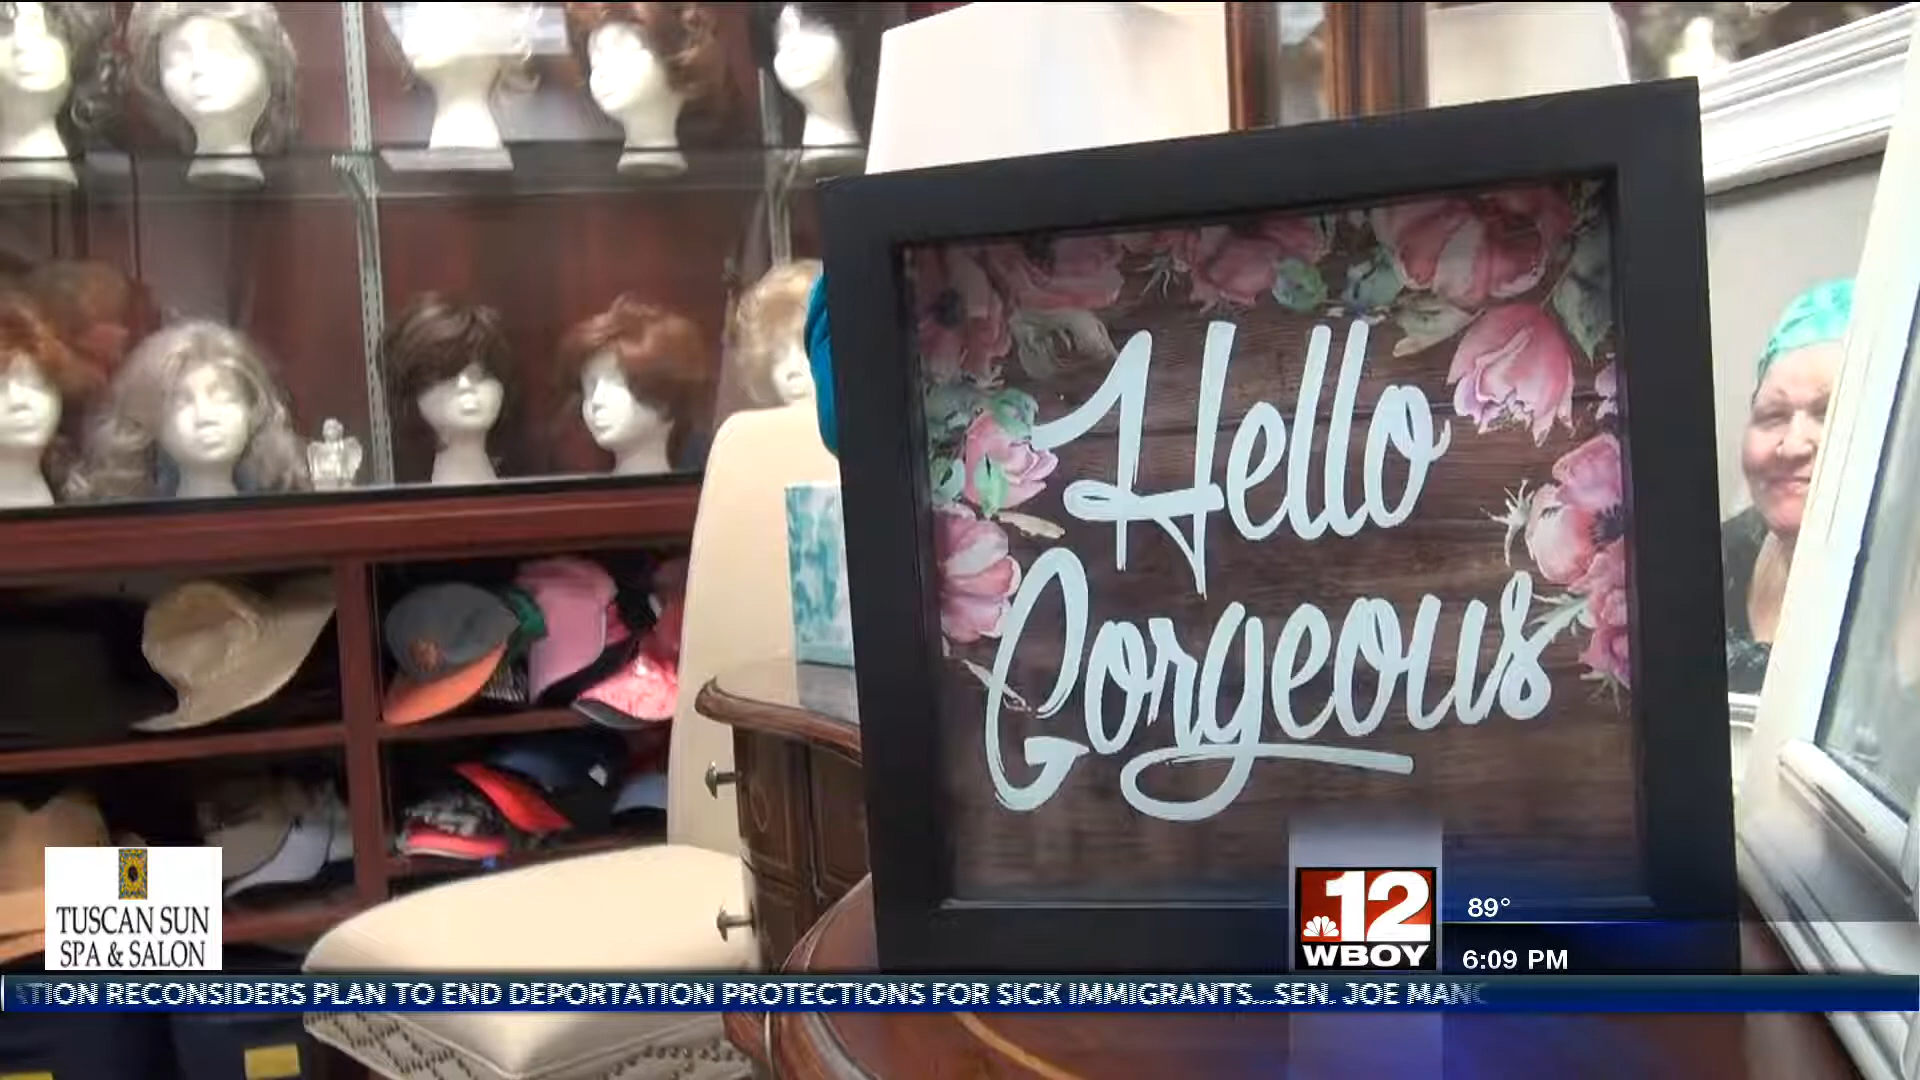 Hello
Gorgeous
TUSCAN SUN
SPA & SALON
12
WBOY
89°
6:09 PM
RECONSIDERS PLAN TO END DEPORTATION PROTECTIONS FOR SICK IMMIGRANTS...SEN. JOE